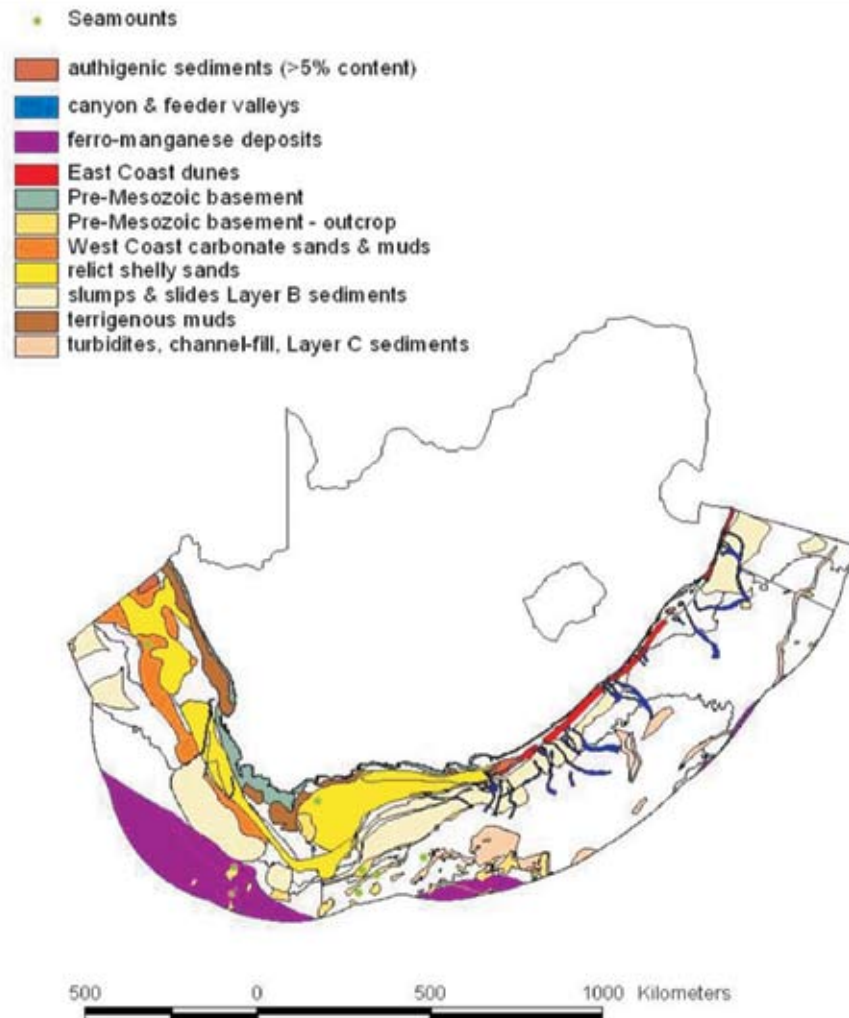 Seamounts
authigenic sediments (>5% content)
canyon & feeder valleys
ferro-manganese deposits
East Coast dunes
Pre-Mesozoic basement
Pre-Mesozoic basement - outcrop
West Coast carbonate sands & muds
relict shelly sands
slumps & slides Layer B sediments
terrigenous muds
turbidites, channel-fill, Layer C sediments
500 0 500 1000 Kilometers